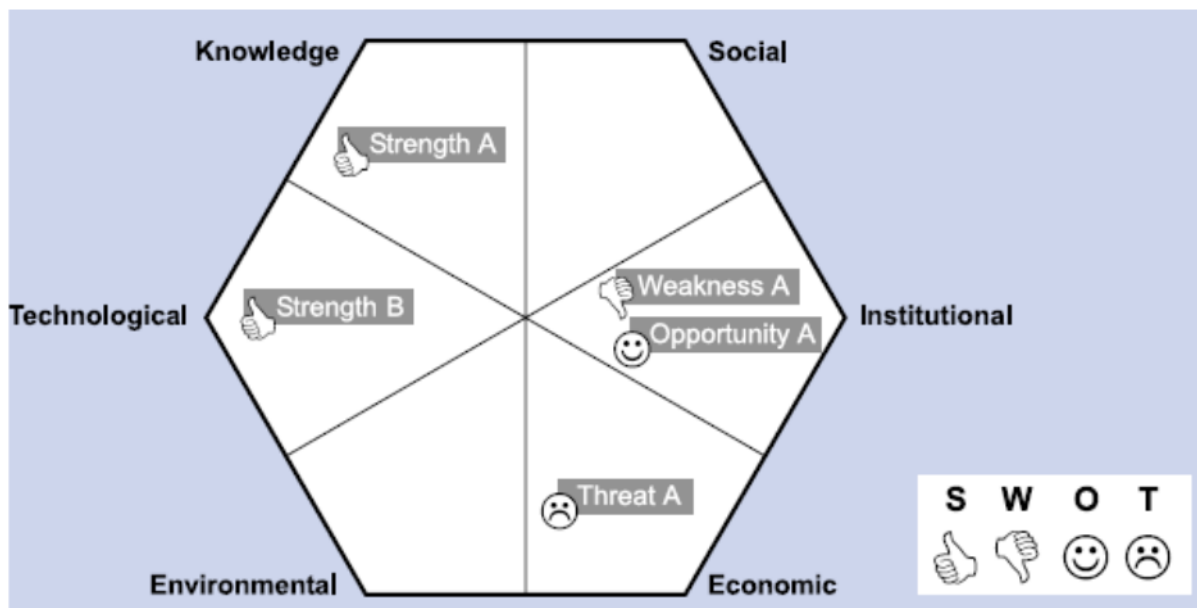 Knowledge
Social
Strength A
Weakness A
Strength B
Technological
Institutional
Opportunity A
Threat A
S W O T
Environmental
Economic